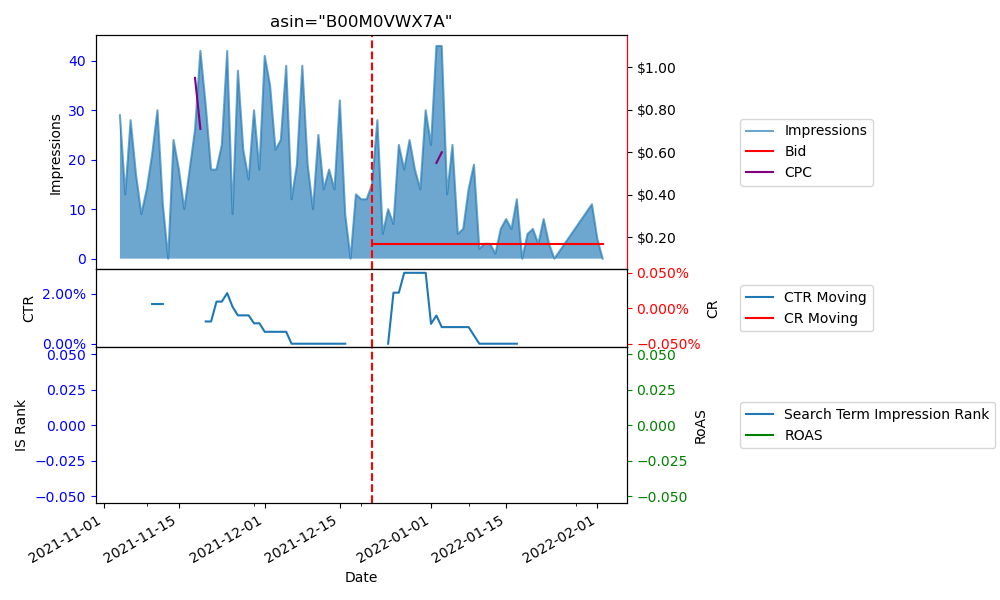 asin="B00M0VWX7A"
Impressions
40
30
20
10
0
$1.00
$0.80
$0.60
$0.40
$0.20
Impressions
Bid
CPC
CTR
2.00%
0.00%
0.050%
0.000%
−0.050%
CR
CTR Moving
CR Moving
IS Rank
0.050
0.025
0.000
−0.025
−0.050
0.050
0.025
0.000
−0.025
−0.050
RoAS
Search Term Impression Rank
ROAS
2021-11-01
2021-11-15
2021-12-01
2021-12-15
2022-01-01
2022-01-15
2022-02-01
Date